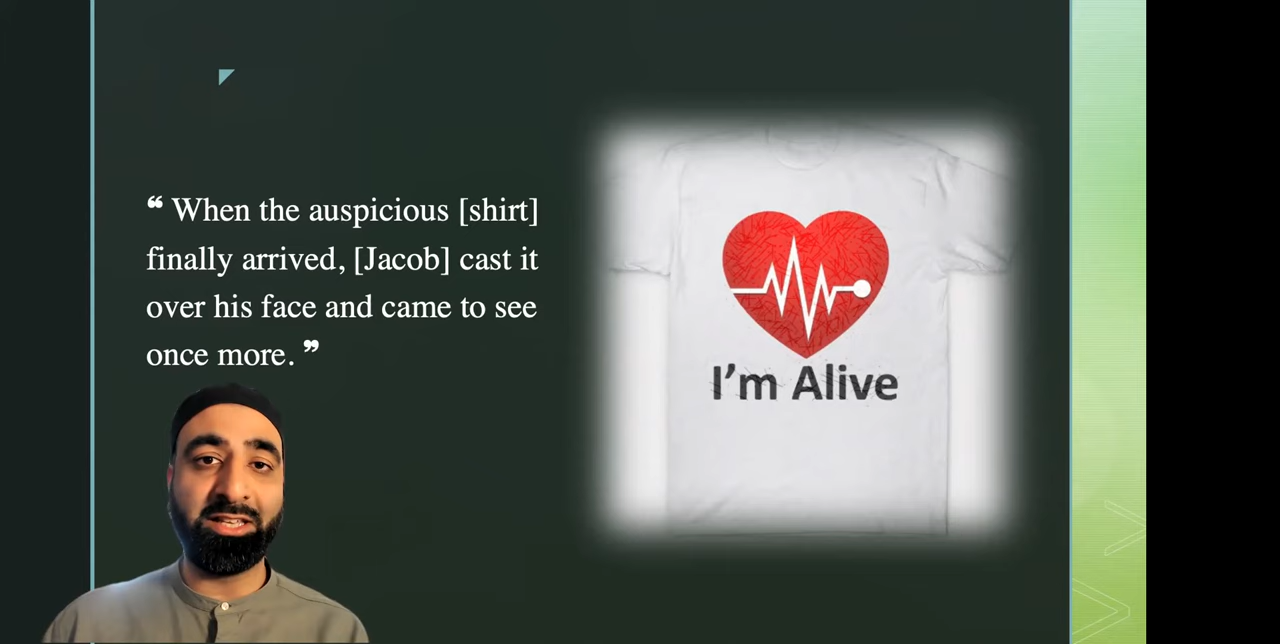 “ When the auspicious [shirt]
finally arrived, [Jacob] cast it
over his face and came to see
once more. ”
I’m Alive